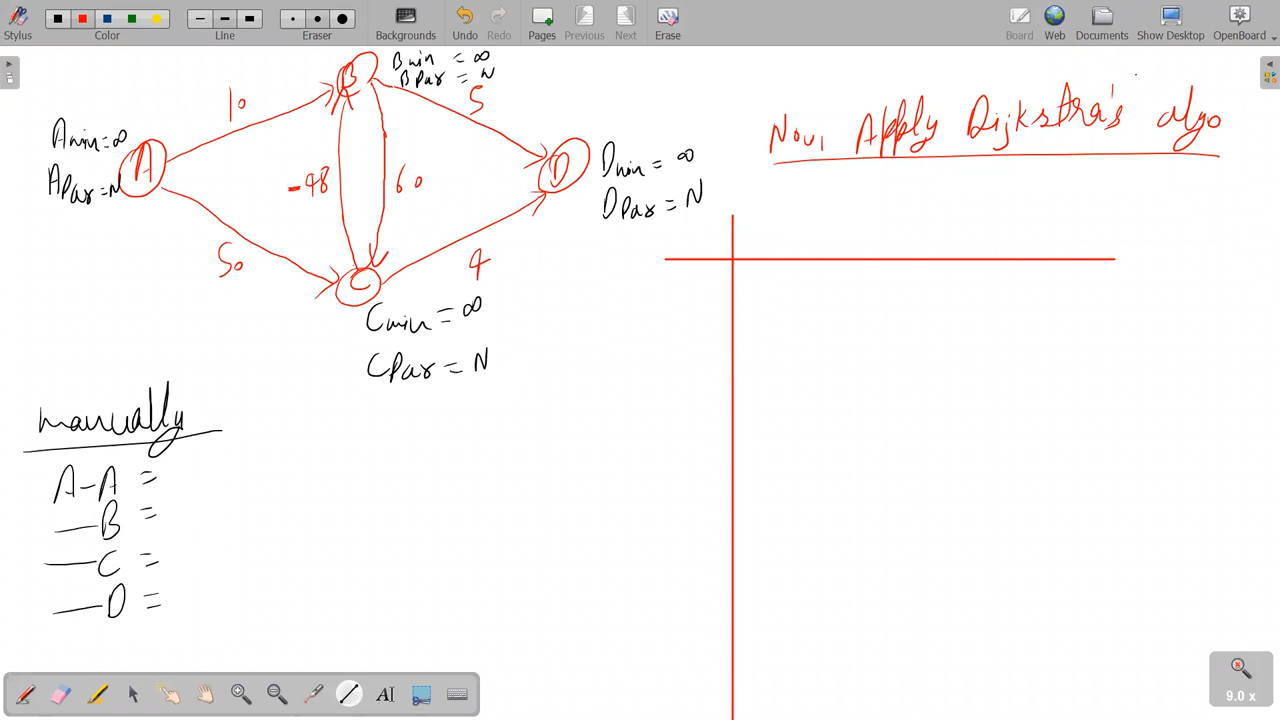 Stylus
Color
Line
Eraser
Backgrounds
Undo
Redo
Pages
Previous
Next
Erase
Board
Web
Documents
Show Desktop
OpenBoard
Now, Apply Dijkstra's algo
Amin = ∞
APar = N
A
10
B
Bmin = ∞
BPar = N
5
-48
60
D
Dmin = ∞
DPar = N
50
C
4
Cmin = ∞
CPar = N
manually
A-A =
—B =
—C =
—D =
9.0 x